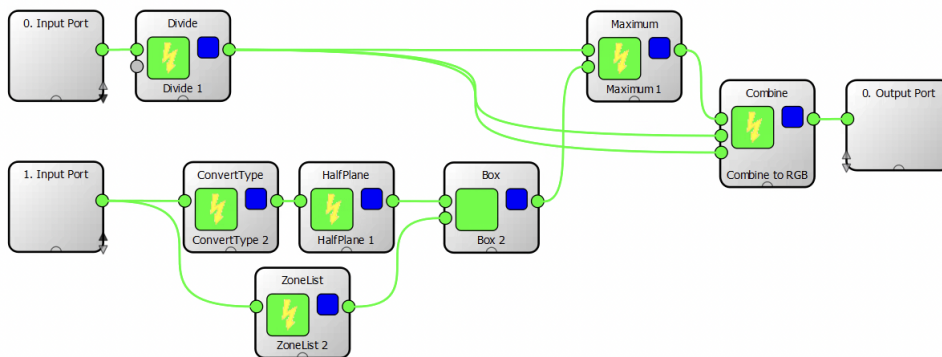 0. Input Port
Divide
Divide 1
Maximum
Maximum 1
Combine
Combine to RGB
0. Output Port
1. Input Port
ConvertType
ConvertType 2
HalfPlane
HalfPlane 1
Box
Box 2
ZoneList
ZoneList 2